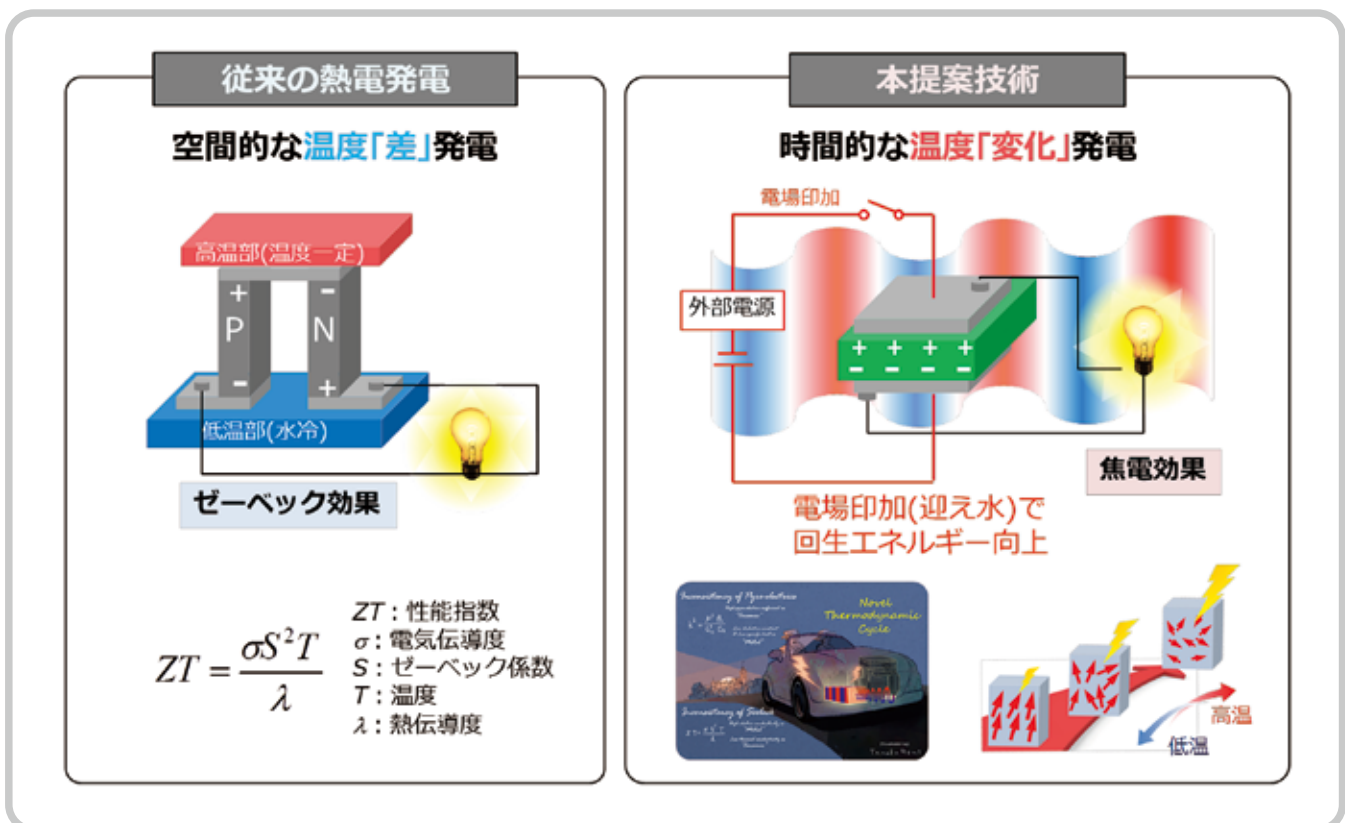 従来の熱電発電
空間的な温度「差」発電
高温部(温度一定)
+
-
P
N
-
+
低温部(水冷)
ゼーベック効果
ZT = σS²T / λ
ZT : 性能指数
σ : 電気伝導度
S : ゼーベック係数
T : 温度
λ : 熱伝導度
本提案技術
時間的な温度「変化」発電
電場印加
外部電源
+ + + +
- - - -
焦電効果
電場印加(迎え水)で
回生エネルギー向上
Novel
Thermodynamic
Cycle
高温
低温